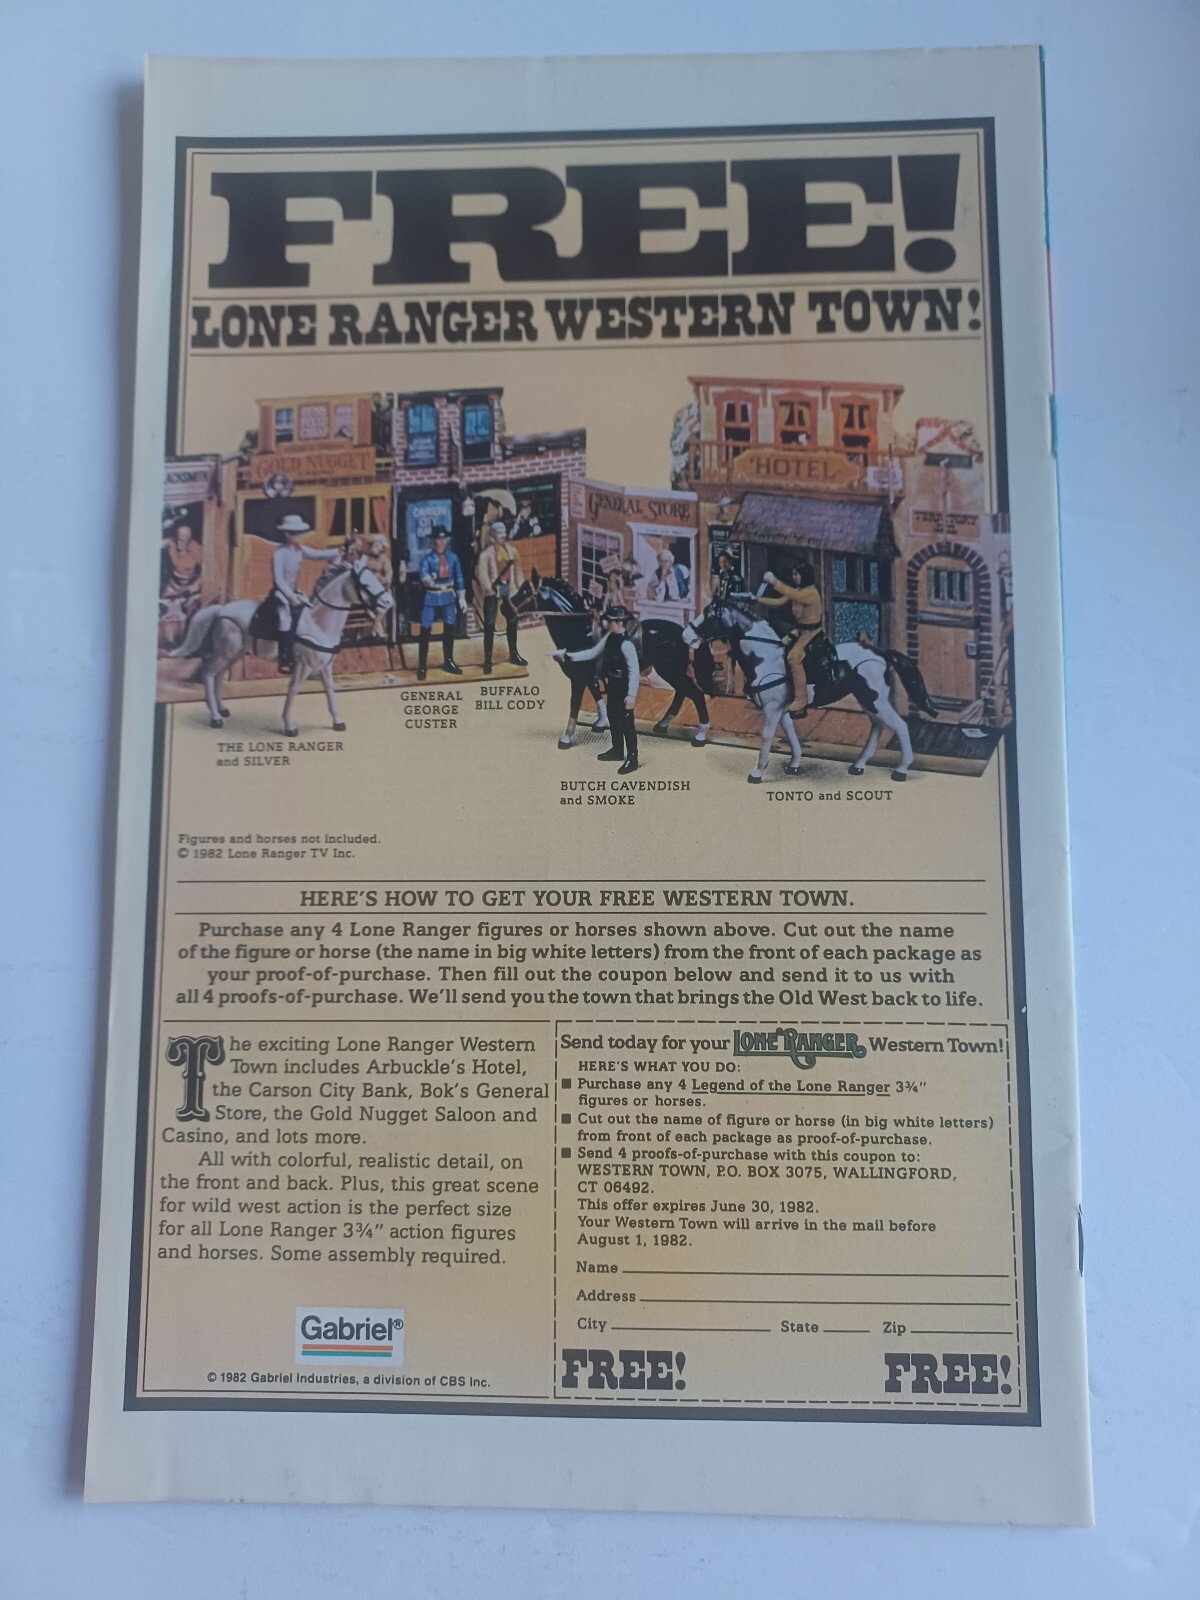 FREE!
LONE RANGER WESTERN TOWN!
GOLD NUGGET
CARSON
CITY
GENERAL STORE
HOTEL
GENERAL
GEORGE
CUSTER
BUFFALO
BILL CODY
THE LONE RANGER
and SILVER
BUTCH CAVENDISH
and SMOKE
TONTO and SCOUT
Figures and horses not included.
© 1982 Lone Ranger TV Inc.
HERE'S HOW TO GET YOUR FREE WESTERN TOWN.
Purchase any 4 Lone Ranger figures or horses shown above. Cut out the name
of the figure or horse (the name in big white letters) from the front of each package as
your proof-of-purchase. Then fill out the coupon below and send it to us with
all 4 proofs-of-purchase. We'll send you the town that brings the Old West back to life.
The exciting Lone Ranger Western
Town includes Arbuckle's Hotel,
the Carson City Bank, Bok's General
Store, the Gold Nugget Saloon and
Casino, and lots more.
All with colorful, realistic detail, on
the front and back. Plus, this great scene
for wild west action is the perfect size
for all Lone Ranger 3¾" action figures
and horses. Some assembly required.
Gabriel®
© 1982 Gabriel Industries, a division of CBS Inc.
Send today for your LONE RANGER Western Town!
HERE'S WHAT YOU DO:
■ Purchase any 4 Legend of the Lone Ranger 3¾"
figures or horses.
■ Cut out the name of figure or horse (in big white letters)
from front of each package as proof-of-purchase.
■ Send 4 proofs-of-purchase with this coupon to:
WESTERN TOWN, P.O. BOX 3075, WALLINGFORD,
CT 06492.
This offer expires June 30, 1982.
Your Western Town will arrive in the mail before
August 1, 1982.
Name
Address
City State Zip
FREE! FREE!